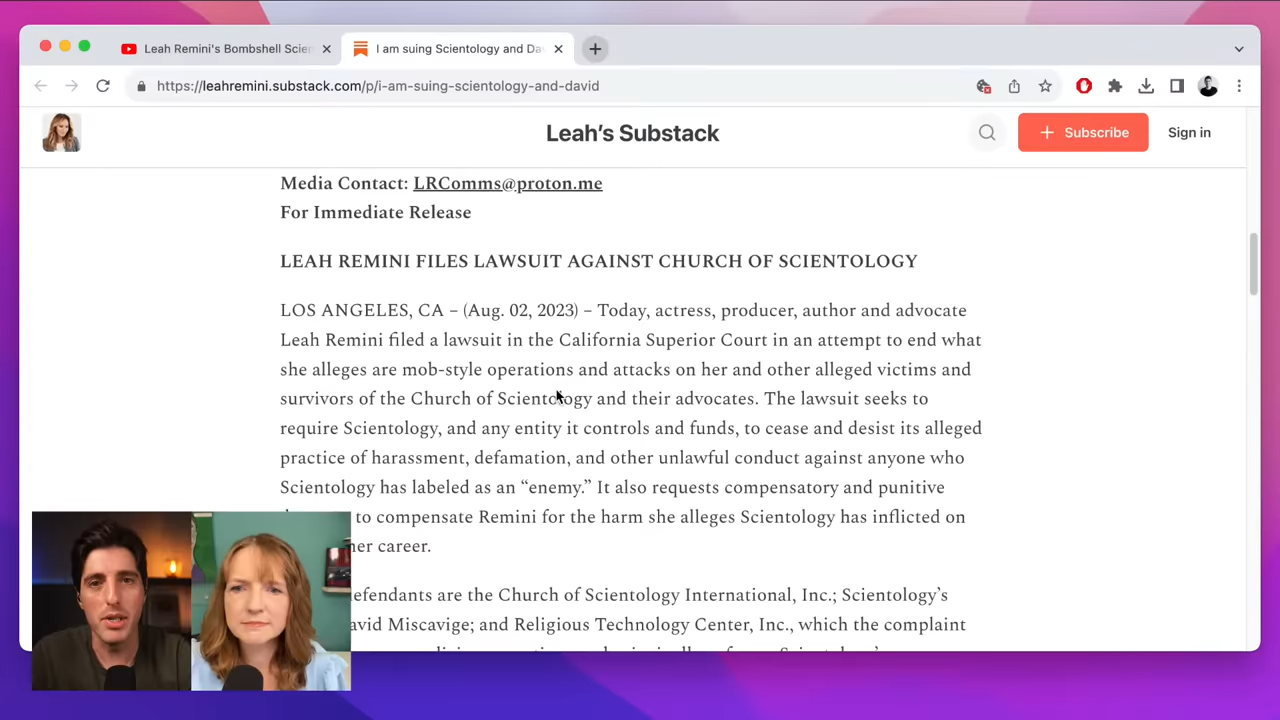 Leah Remini's Bombshell Scien
I am suing Scientology and Da
https://leahremini.substack.com/p/i-am-suing-scientology-and-david
Leah's Substack
Subscribe
Sign in
Media Contact: LRComms@proton.me
For Immediate Release
LEAH REMINI FILES LAWSUIT AGAINST CHURCH OF SCIENTOLOGY
LOS ANGELES, CA – (Aug. 02, 2023) – Today, actress, producer, author and advocate
Leah Remini filed a lawsuit in the California Superior Court in an attempt to end what
she alleges are mob-style operations and attacks on her and other alleged victims and
survivors of the Church of Scientology and their advocates. The lawsuit seeks to
require Scientology, and any entity it controls and funds, to cease and desist its alleged
practice of harassment, defamation, and other unlawful conduct against anyone who
Scientology has labeled as an “enemy.” It also requests compensatory and punitive
to compensate Remini for the harm she alleges Scientology has inflicted on
her career.
efendants are the Church of Scientology International, Inc.; Scientology’s
avid Miscavige; and Religious Technology Center, Inc., which the complaint